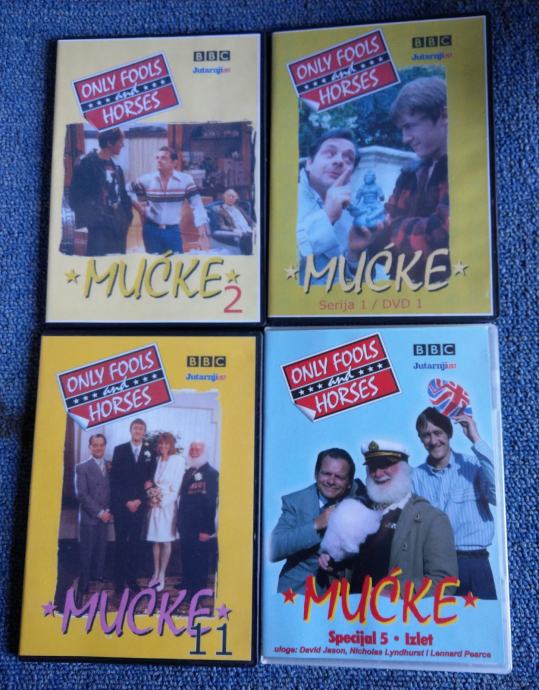 ONLY FOOLS
and
HORSES
BBC
Jutarnji
MUĆKE
2
ONLY FOOLS
and
HORSES
BBC
Jutarnji
MUĆKE
Serija 1 / DVD 1
ONLY FOOLS
and
HORSES
BBC
Jutarnji
MUĆKE
11
ONLY FOOLS
and
HORSES
BBC
Jutarnji
MUĆKE
Specijal 5 • Izlet
uloge: David Jason, Nicholas Lyndhurst i Lennard Pearce